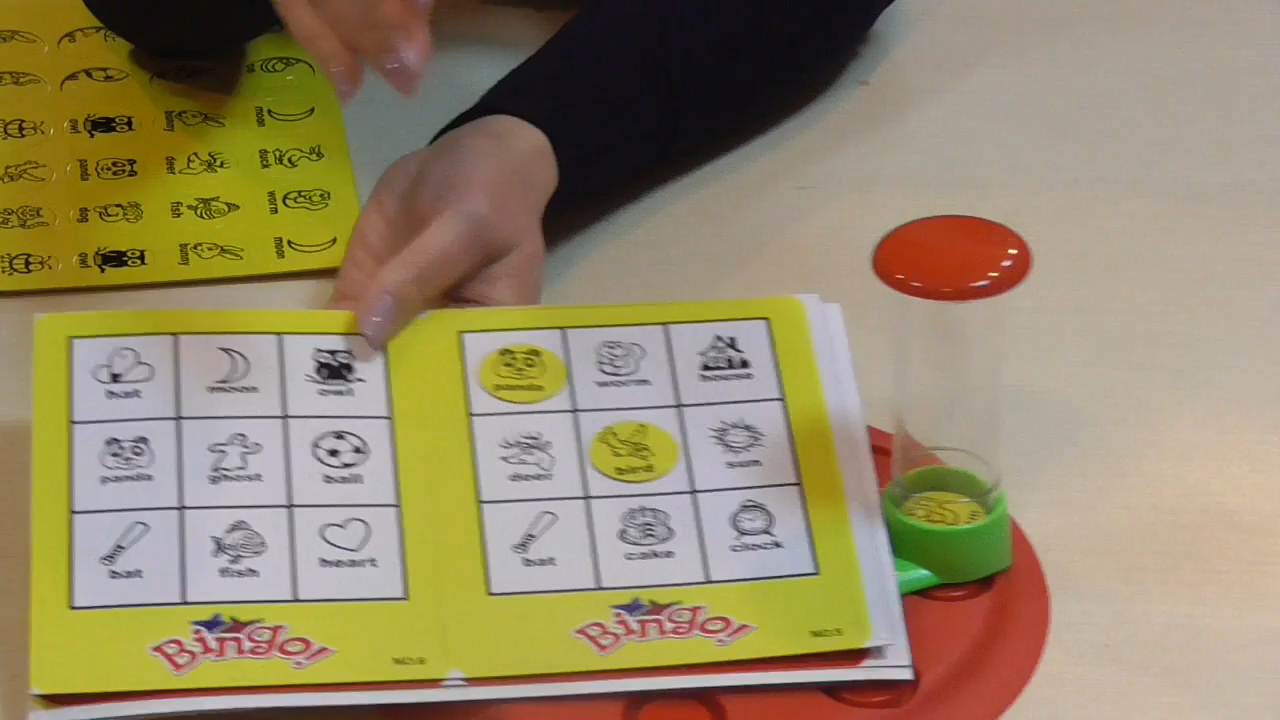 moon
owl
bunny
duck
panda
deer
worm
dog
fish
moon
owl
bunny
hat moon owl
panda ghost ball
bat fish heart
Bingo!
panda worm house
deer bird sun
bat cake clock
Bingo!